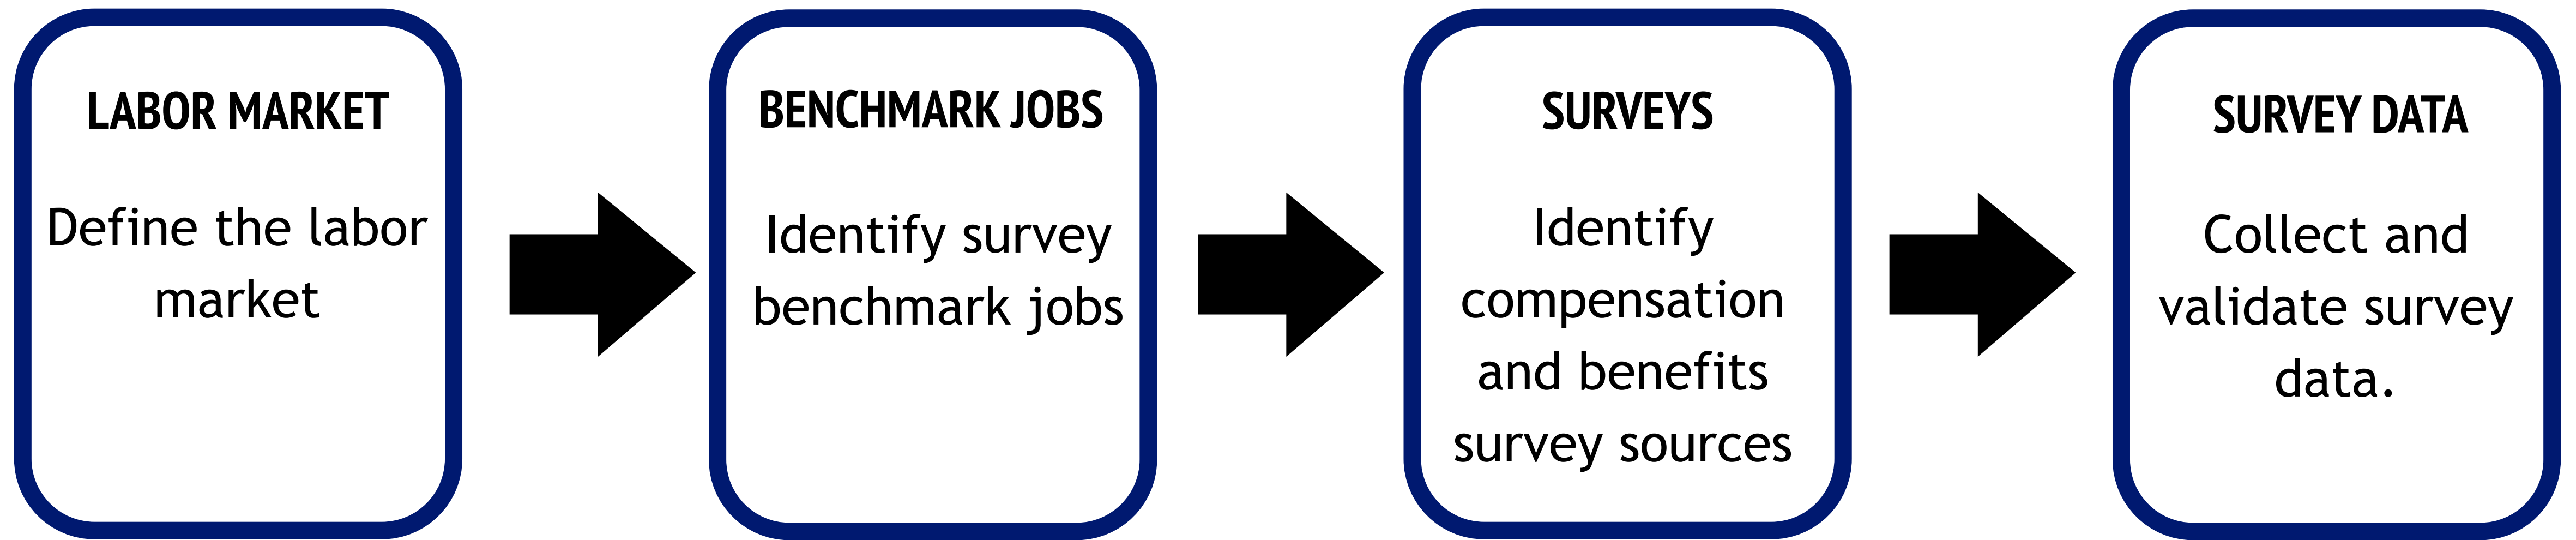 LABOR MARKET
Define the labor
market
BENCHMARK JOBS
Identify survey
benchmark jobs
SURVEYS
Identify
compensation
and benefits
survey sources
SURVEY DATA
Collect and
validate survey
data.